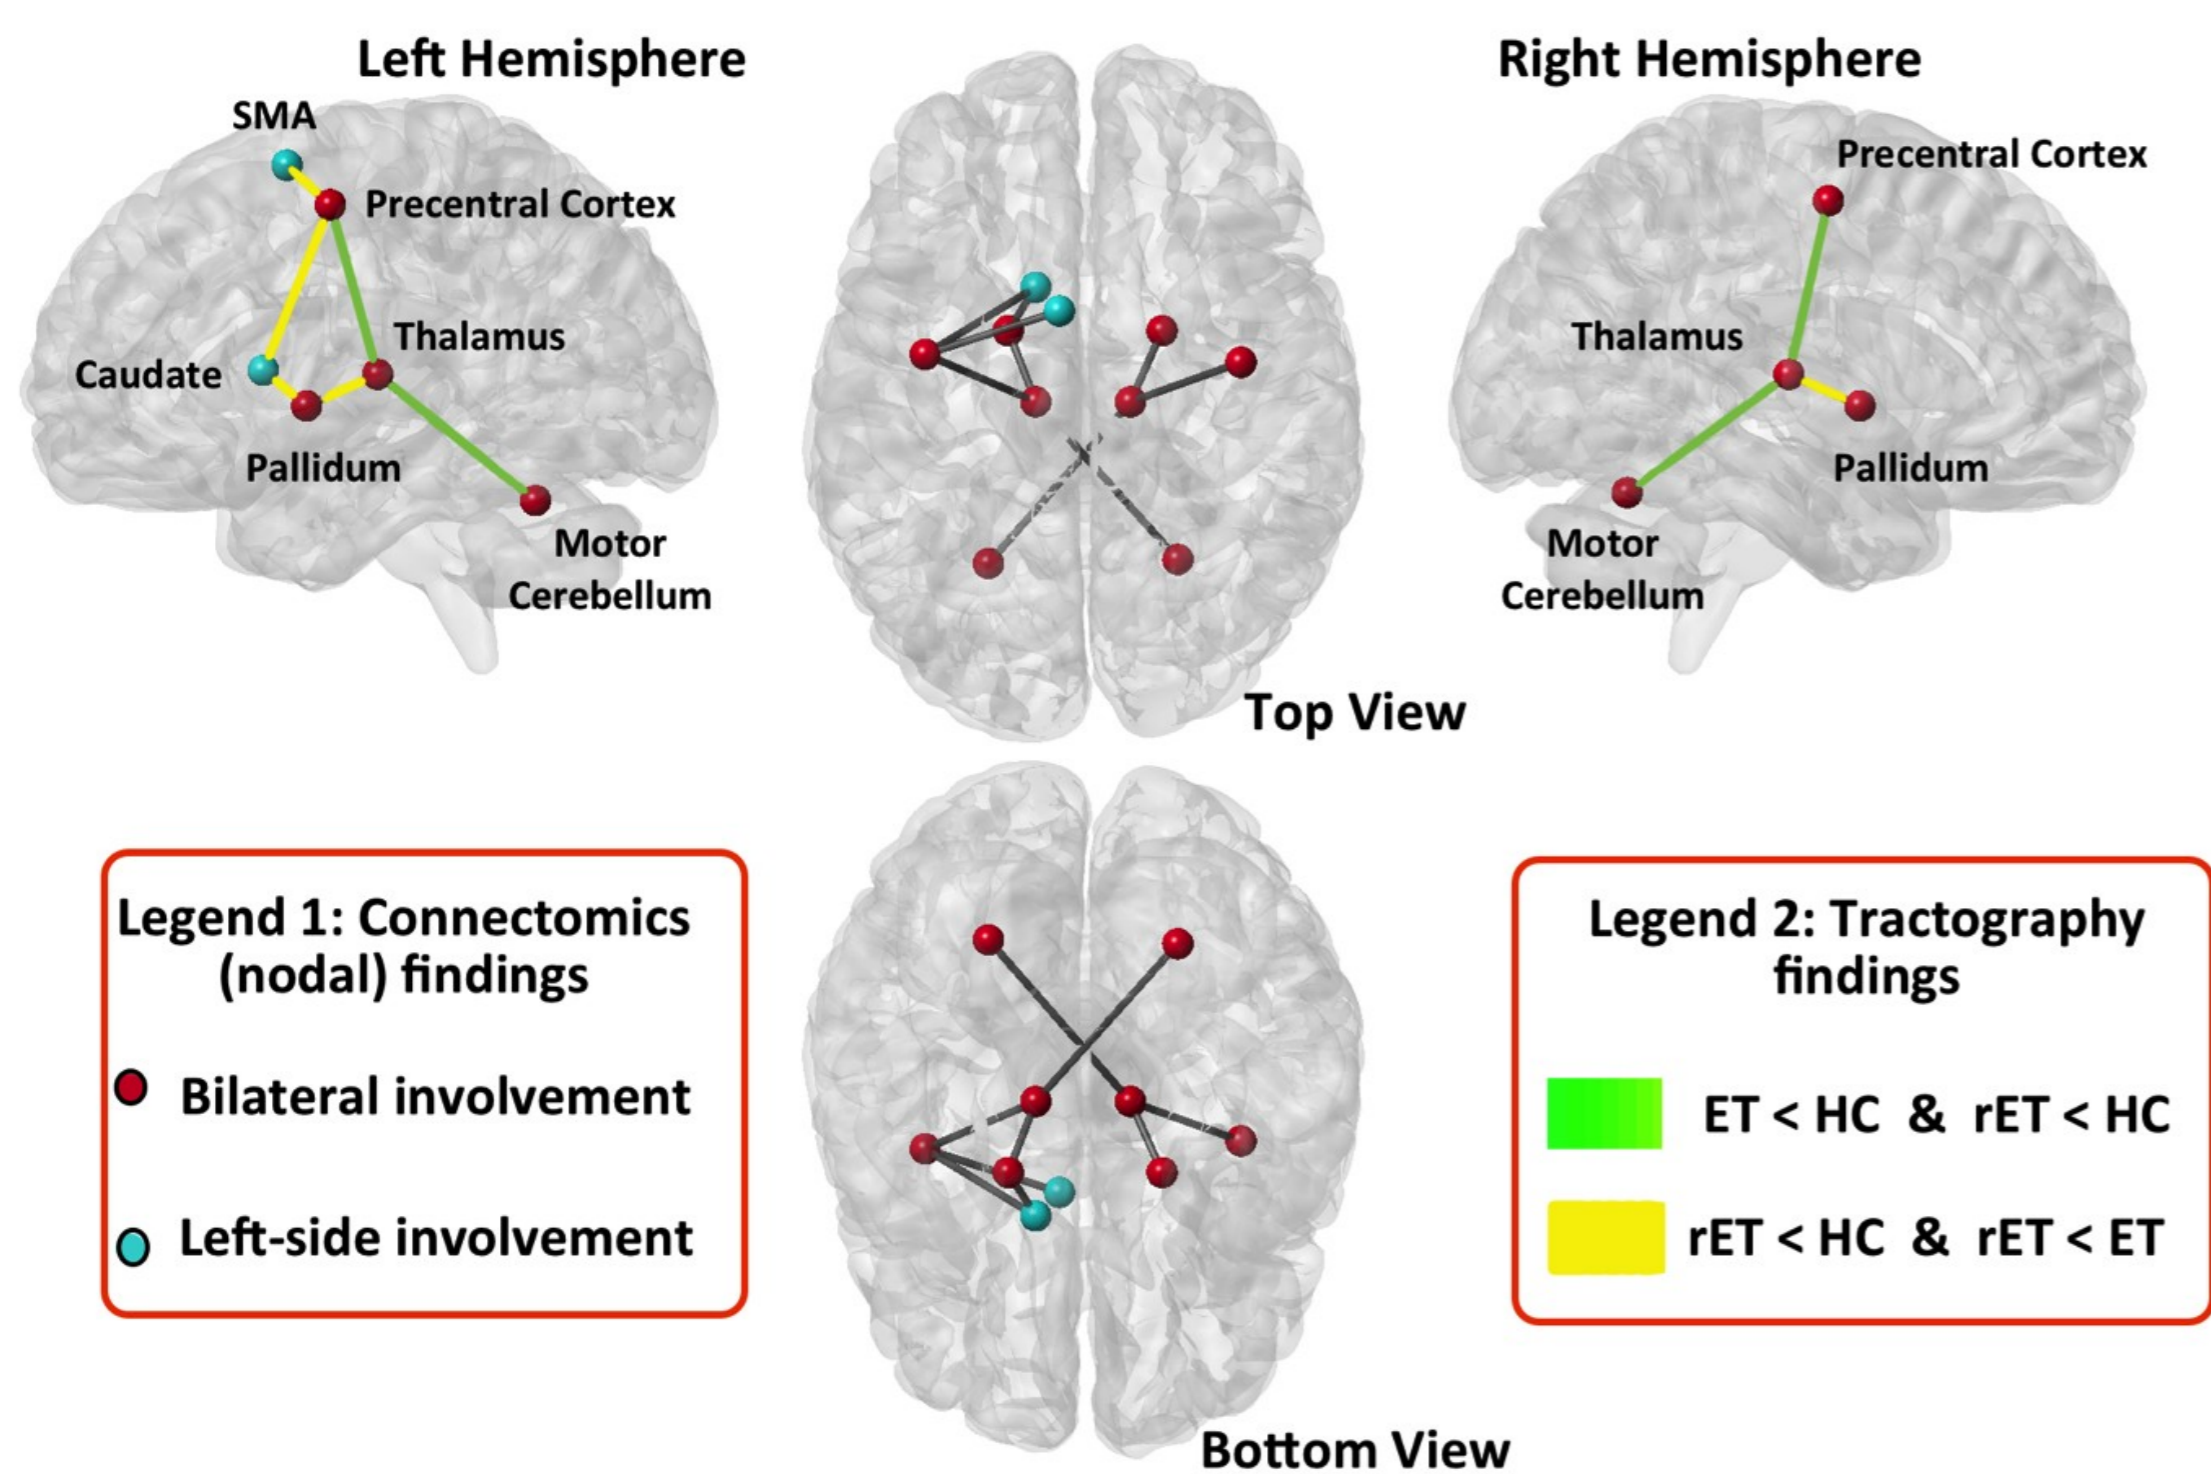 Left Hemisphere
SMA
Precentral Cortex
Thalamus
Caudate
Pallidum
Motor
Cerebellum
Top View
Right Hemisphere
Precentral Cortex
Thalamus
Pallidum
Motor
Cerebellum
Legend 1: Connectomics
(nodal) findings
Bilateral involvement
Left-side involvement
Bottom View
Legend 2: Tractography
findings
ET < HC & rET < HC
rET < HC & rET < ET